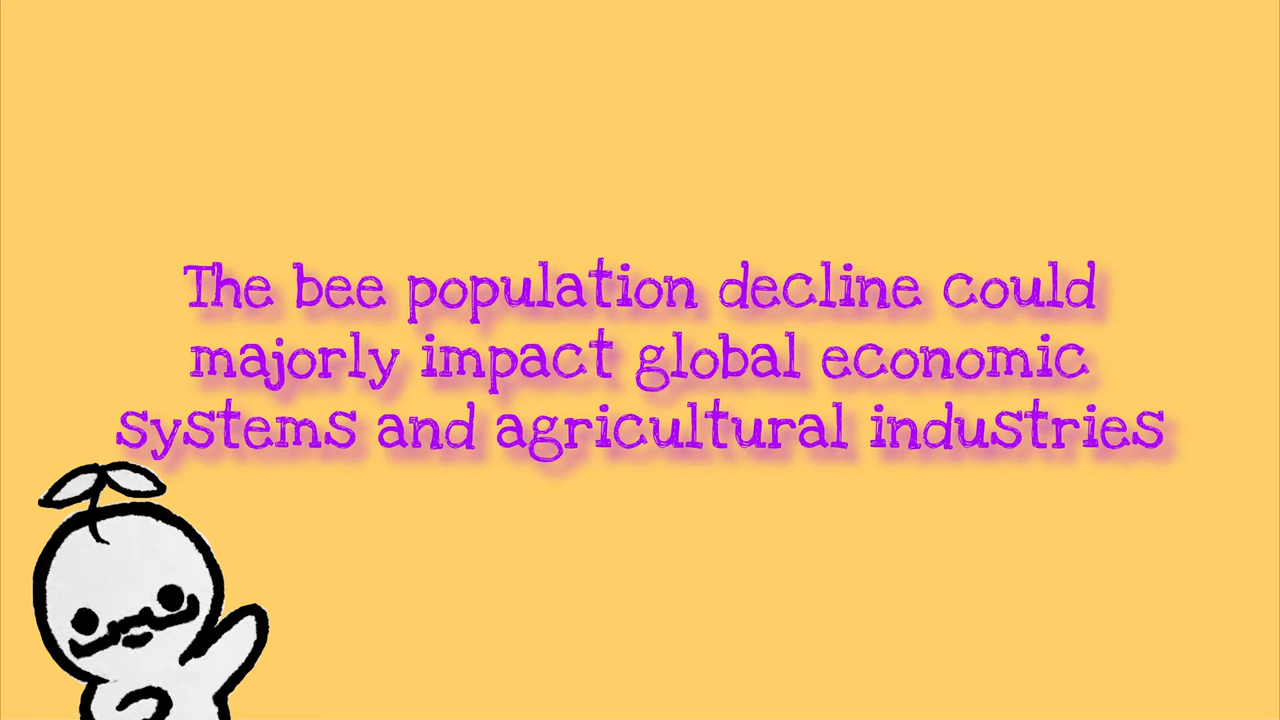 The bee population decline could
majorly impact global economic
systems and agricultural industries